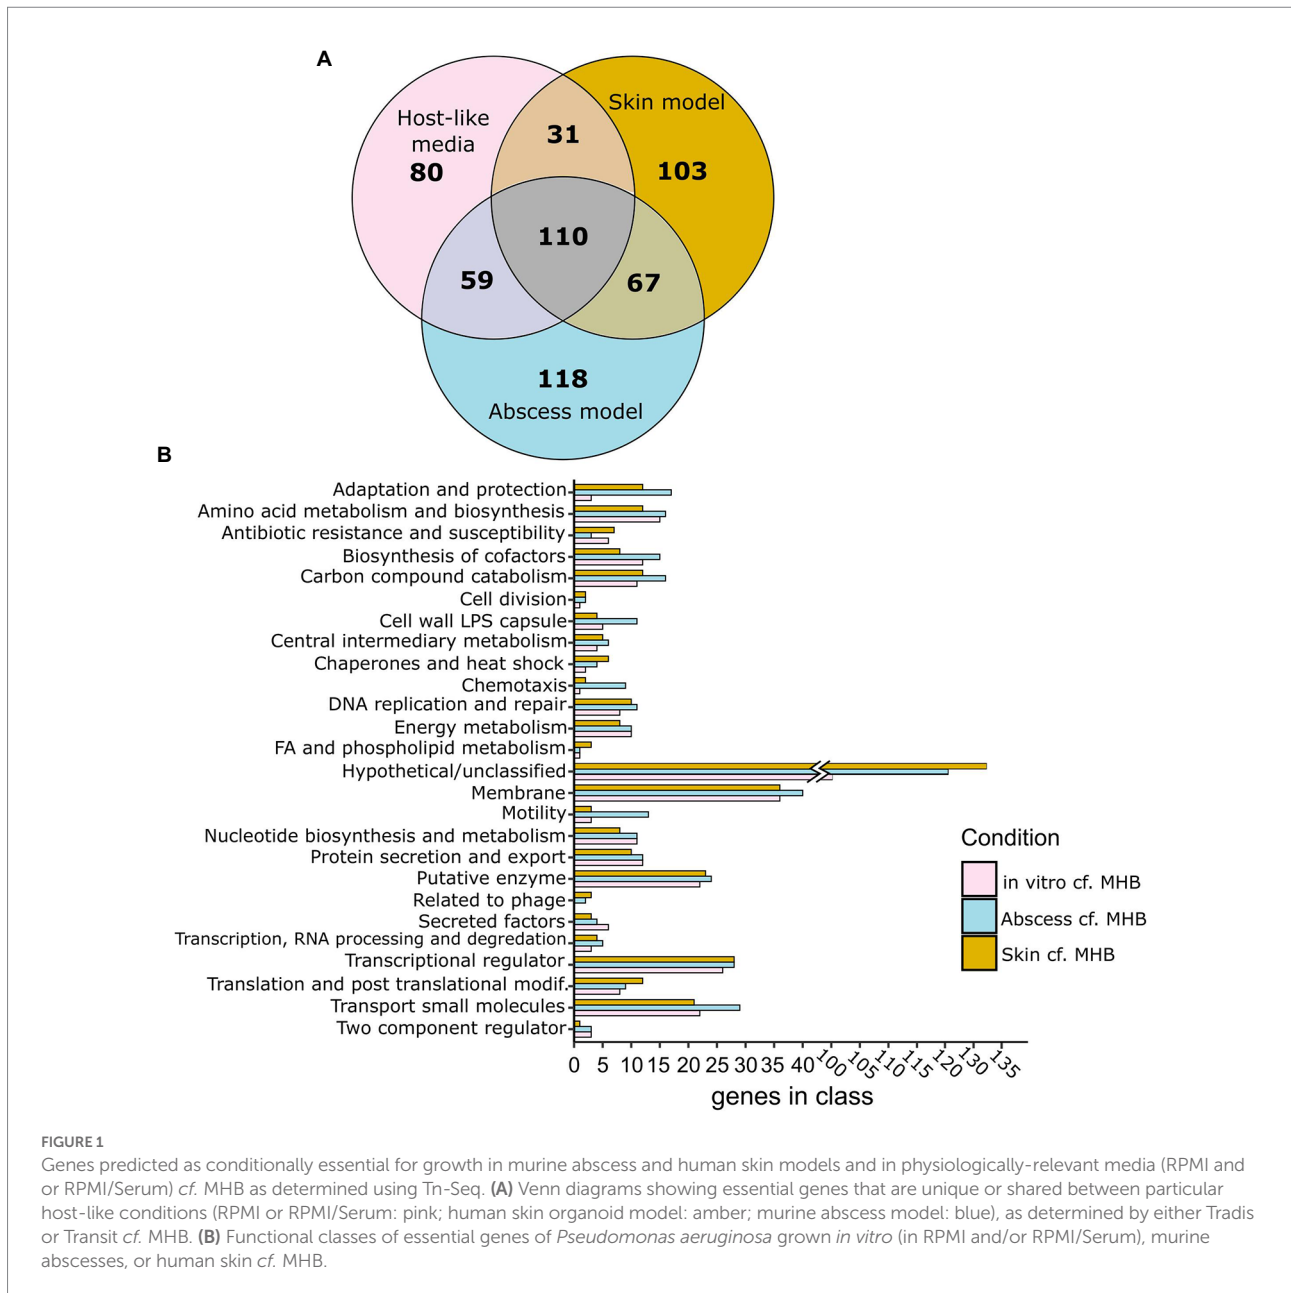 A
Host-like
media
80
31
Skin model
103
110
59
67
118
Abscess model
B
Adaptation and protection
Amino acid metabolism and biosynthesis
Antibiotic resistance and susceptibility
Biosynthesis of cofactors
Carbon compound catabolism
Cell division
Cell wall LPS capsule
Central intermediary metabolism
Chaperones and heat shock
Chemotaxis
DNA replication and repair
Energy metabolism
FA and phospholipid metabolism
Hypothetical/unclassified
Membrane
Motility
Nucleotide biosynthesis and metabolism
Protein secretion and export
Putative enzyme
Related to phage
Secreted factors
Transcription, RNA processing and degredation
Transcriptional regulator
Translation and post translational modif.
Transport small molecules
Two component regulator
0 5 10 15 20 25 30 35 40 100 105 110 115 120 130 135
genes in class
Condition
in vitro cf. MHB
Abscess cf. MHB
Skin cf. MHB
FIGURE 1
Genes predicted as conditionally essential for growth in murine abscess and human skin models and in physiologically-relevant media (RPMI and
or RPMI/Serum) cf. MHB as determined using Tn-Seq. (A) Venn diagrams showing essential genes that are unique or shared between particular
host-like conditions (RPMI or RPMI/Serum: pink; human skin organoid model: amber; murine abscess model: blue), as determined by either Tradis
or Transit cf. MHB. (B) Functional classes of essential genes of Pseudomonas aeruginosa grown in vitro (in RPMI and/or RPMI/Serum), murine
abscesses, or human skin cf. MHB.